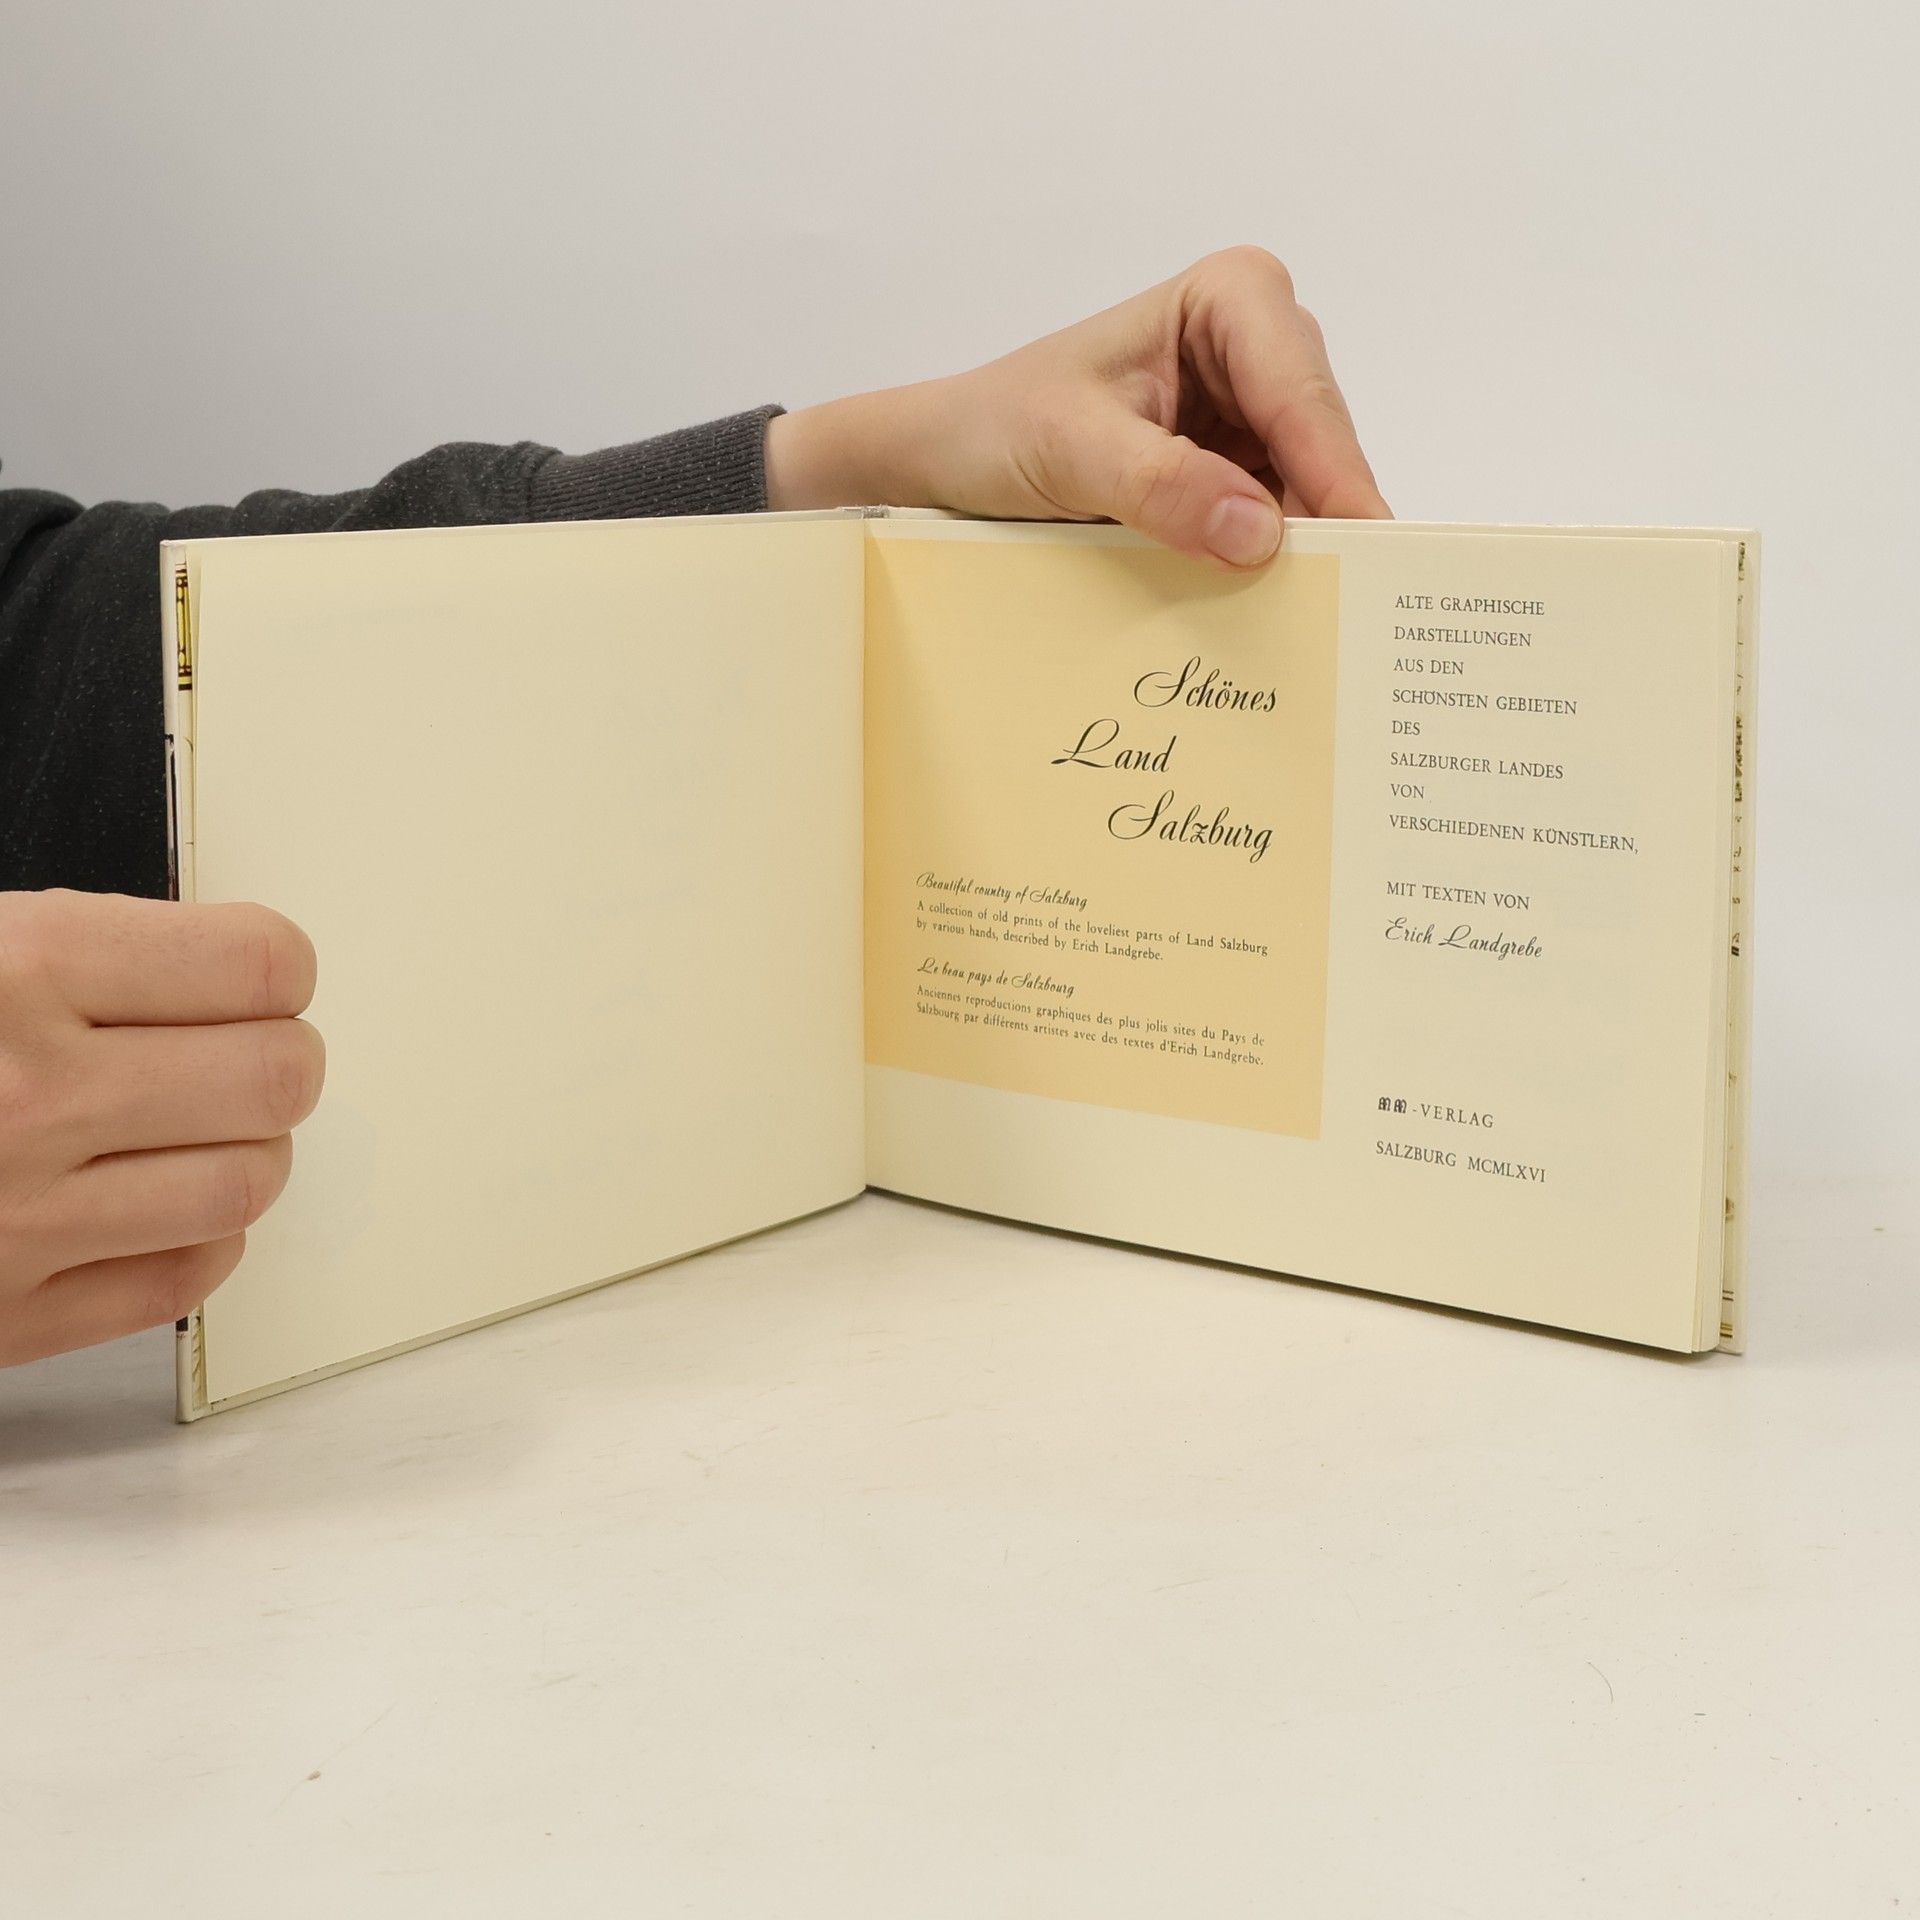 Schönes
Land
Salzburg
Beautiful country of Salzburg
A collection of old prints of the loveliest parts of Land Salzburg
by various hands, described by Erich Landgrebe.
Le beau pays de Salzbourg
Anciennes reproductions graphiques des plus jolis sites du Pays de
Salzbourg par différents artistes avec des textes d'Erich Landgrebe.
ALTE GRAPHISCHE
DARSTELLUNGEN
AUS DEN
SCHÖNSTEN GEBIETEN
DES
SALZBURGER LANDES
VON
VERSCHIEDENEN KÜNSTLERN,
MIT TEXTEN VON
Erich Landgrebe
-VERLAG
SALZBURG MCMLXVI